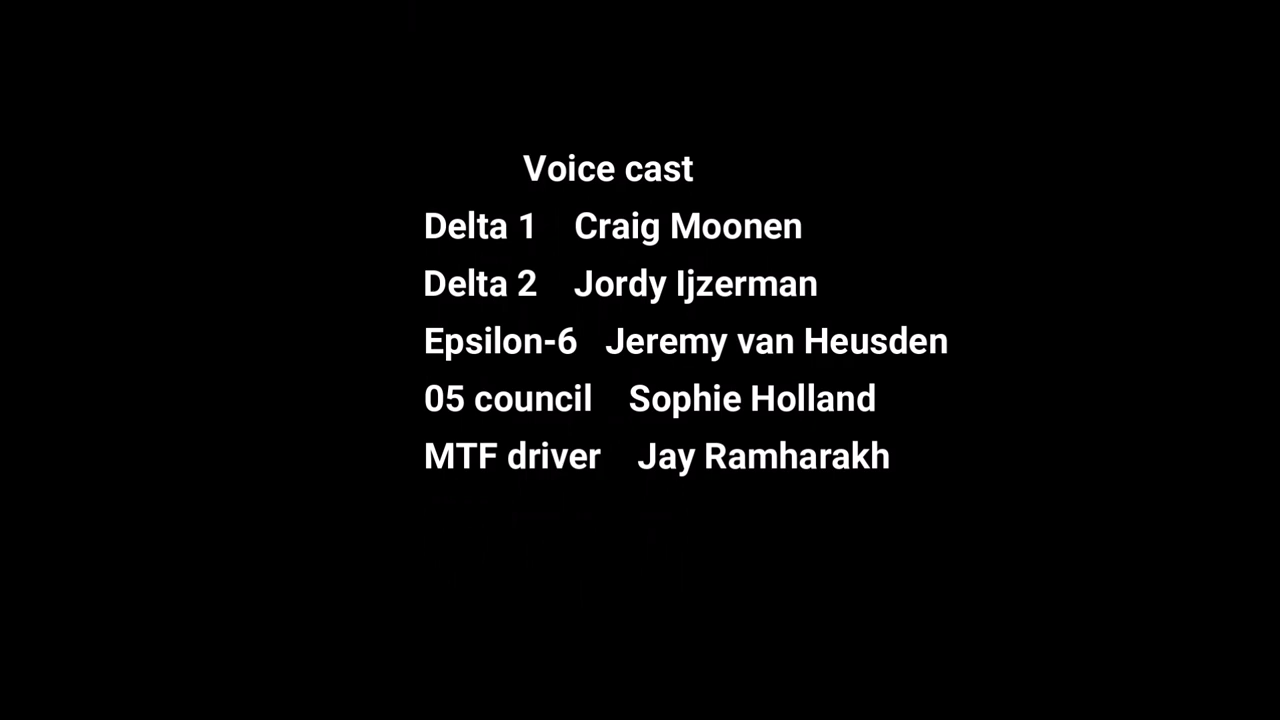 Voice cast
Delta 1 Craig Moonen
Delta 2 Jordy Ijzerman
Epsilon-6 Jeremy van Heusden
05 council Sophie Holland
MTF driver Jay Ramharakh